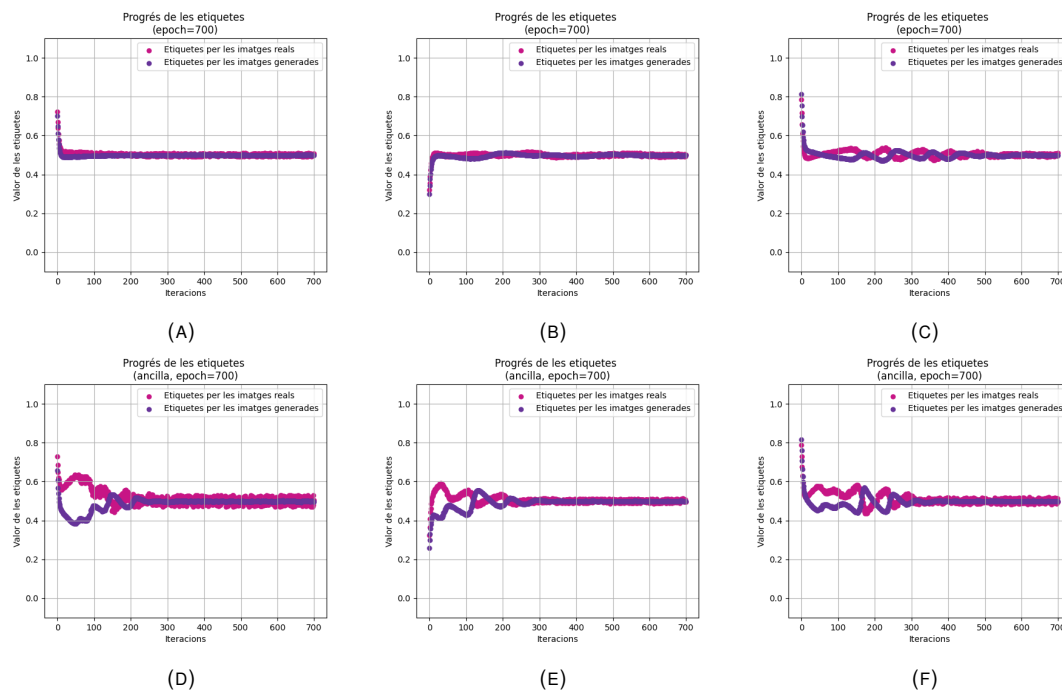 Progrés de les etiquetes
(epoch=700)
Etiquetes per les imatges reals
Etiquetes per les imatges generades
Valor de les etiquetes
1.0
0.8
0.6
0.4
0.2
0.0
0 100 200 300 400 500 600 700
Iteracions
(A)
Progrés de les etiquetes
(epoch=700)
Etiquetes per les imatges reals
Etiquetes per les imatges generades
Valor de les etiquetes
1.0
0.8
0.6
0.4
0.2
0.0
0 100 200 300 400 500 600 700
Iteracions
(B)
Progrés de les etiquetes
(epoch=700)
Etiquetes per les imatges reals
Etiquetes per les imatges generades
Valor de les etiquetes
1.0
0.8
0.6
0.4
0.2
0.0
0 100 200 300 400 500 600 700
Iteracions
(C)
Progrés de les etiquetes
(ancilla, epoch=700)
Etiquetes per les imatges reals
Etiquetes per les imatges generades
Valor de les etiquetes
1.0
0.8
0.6
0.4
0.2
0.0
0 100 200 300 400 500 600 700
Iteracions
(D)
Progrés de les etiquetes
(ancilla, epoch=700)
Etiquetes per les imatges reals
Etiquetes per les imatges generades
Valor de les etiquetes
1.0
0.8
0.6
0.4
0.2
0.0
0 100 200 300 400 500 600 700
Iteracions
(E)
Progrés de les etiquetes
(ancilla, epoch=700)
Etiquetes per les imatges reals
Etiquetes per les imatges generades
Valor de les etiquetes
1.0
0.8
0.6
0.4
0.2
0.0
0 100 200 300 400 500 600 700
Iteracions
(F)